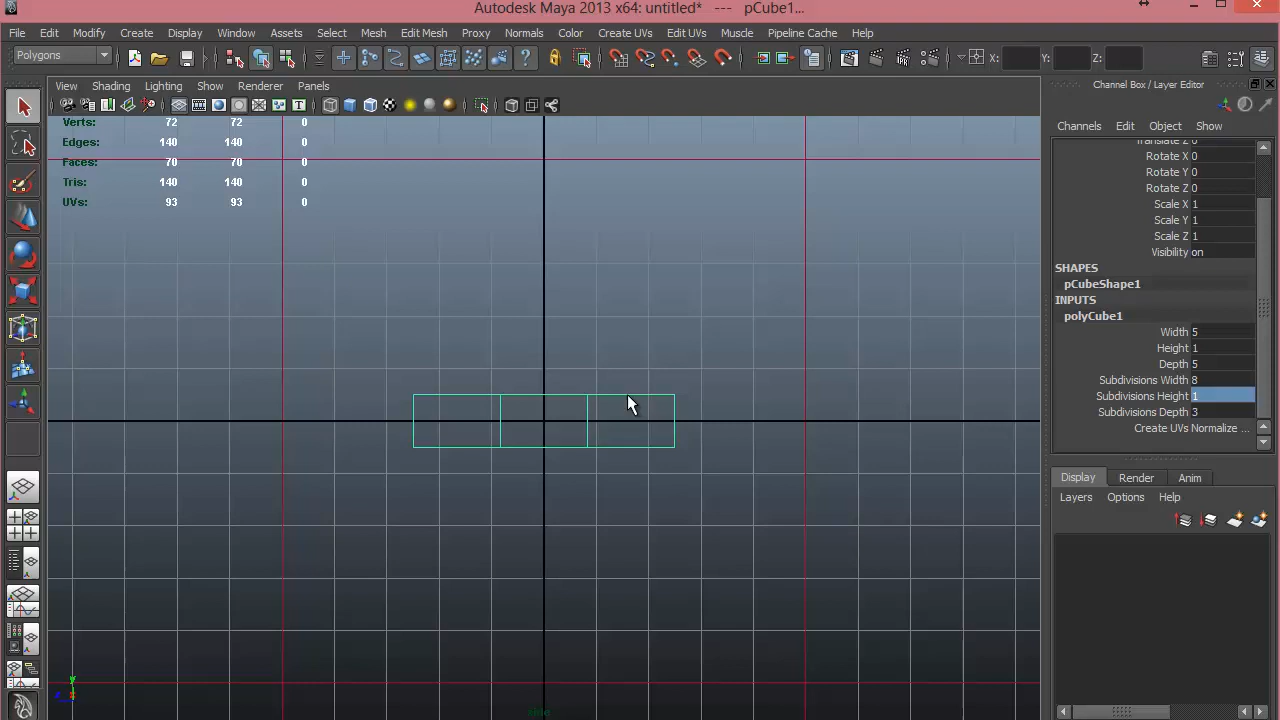 Autodesk Maya 2013 x64: untitled* --- pCube1...
File Edit Modify Create Display Window Assets Select Mesh Edit Mesh Proxy Normals Color Create UVs Edit UVs Muscle Pipeline Cache Help
Polygons X: Y: Z:
View Shading Lighting Show Renderer Panels
Channel Box / Layer Editor
Channels Edit Object Show
Verts: 72 72 0
Edges: 140 140 0
Faces: 70 70 0
Tris: 140 140 0
UVs: 93 93 0
Translate Z 0
Rotate X 0
Rotate Y 0
Rotate Z 0
Scale X 1
Scale Y 1
Scale Z 1
Visibility on
SHAPES
pCubeShape1
INPUTS
polyCube1
Width 5
Height 1
Depth 5
Subdivisions Width 8
Subdivisions Height 1
Subdivisions Depth 3
Create UVs Normalize ...
Display Render Anim
Layers Options Help
y
side